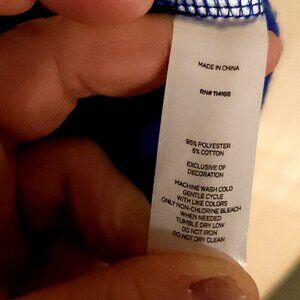 MADE IN CHINA
RN# 114166
95% POLYESTER
5% COTTON
EXCLUSIVE OF
DECORATION
MACHINE WASH COLD
GENTLE CYCLE
WITH LIKE COLORS
ONLY NON-CHLORINE BLEACH
WHEN NEEDED
TUMBLE DRY LOW
DO NOT IRON
DO NOT DRY CLEAN